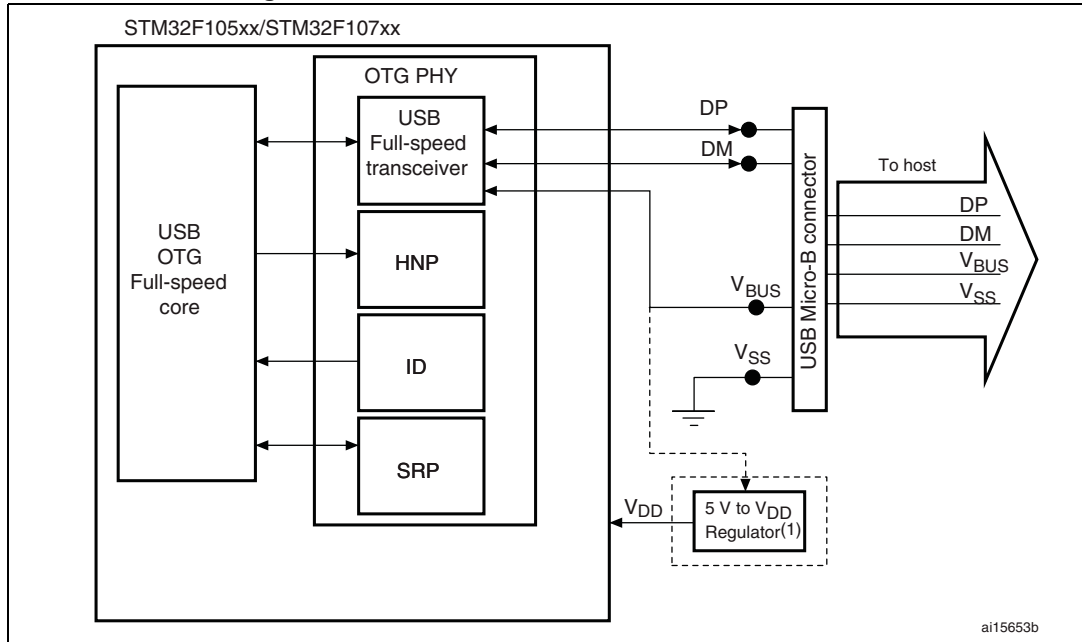 STM32F105xx/STM32F107xx
OTG PHY
USB
Full-speed
transceiver
HNP
ID
SRP
USB
OTG
Full-speed
core
DP
DM
VBUS
VSS
USB Micro-B connector
To host
DP
DM
VBUS
VSS
VDD
5 V to VDD
Regulator(1)
ai15653b